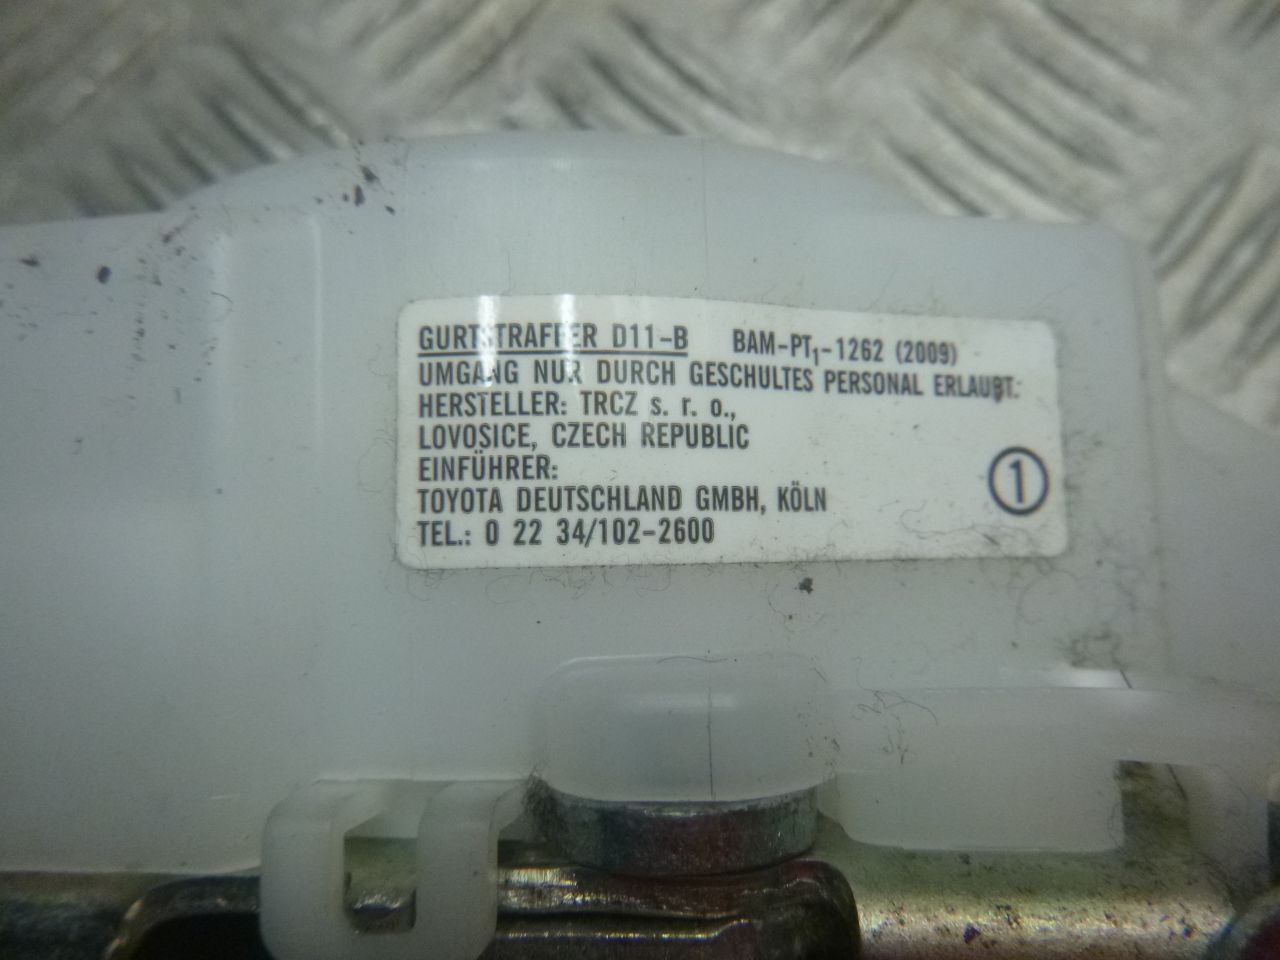 GURTSTRAFFER D11-B BAM-PT1-1262 (2009)
UMGANG NUR DURCH GESCHULTES PERSONAL ERLAUBT.
HERSTELLER: TRCZ s. r. o.,
LOVOSICE, CZECH REPUBLIC
EINFÜHRER:
TOYOTA DEUTSCHLAND GMBH, KÖLN
TEL.: 0 22 34/102-2600
1